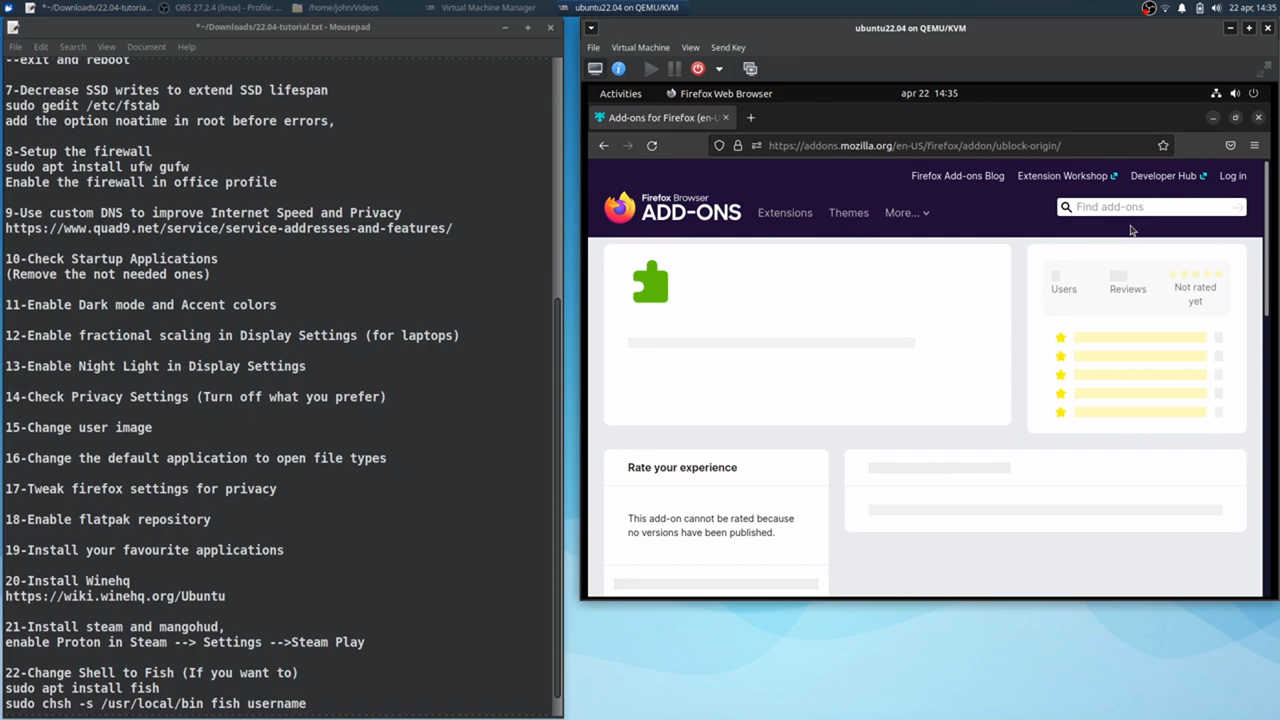 *~/Downloads/22.04-tutoria...
OBS 27.2.4 (linux) - Profile: ...
/home/john/Videos
Virtual Machine Manager
ubuntu22.04 on QEMU/KVM
22 apr, 14:35
*~/Downloads/22.04-tutorial.txt - Mousepad
File Edit Search View Document Help
--exit and reboot
7-Decrease SSD writes to extend SSD lifespan
sudo gedit /etc/fstab
add the option noatime in root before errors,
8-Setup the firewall
sudo apt install ufw gufw
Enable the firewall in office profile
9-Use custom DNS to improve Internet Speed and Privacy
https://www.quad9.net/service/service-addresses-and-features/
10-Check Startup Applications
(Remove the not needed ones)
11-Enable Dark mode and Accent colors
12-Enable fractional scaling in Display Settings (for laptops)
13-Enable Night Light in Display Settings
14-Check Privacy Settings (Turn off what you prefer)
15-Change user image
16-Change the default application to open file types
17-Tweak firefox settings for privacy
18-Enable flatpak repository
19-Install your favourite applications
20-Install Winehq
https://wiki.winehq.org/Ubuntu
21-Install steam and mangohud,
enable Proton in Steam --> Settings -->Steam Play
22-Change Shell to Fish (If you want to)
sudo apt install fish
sudo chsh -s /usr/local/bin fish username
ubuntu22.04 on QEMU/KVM
File Virtual Machine View Send Key
Activities Firefox Web Browser apr 22 14:35
Add-ons for Firefox (en-U
https://addons.mozilla.org/en-US/firefox/addon/ublock-origin/
Firefox Add-ons Blog Extension Workshop Developer Hub Log in
Firefox Browser
ADD-ONS
Extensions Themes More...
Find add-ons
Users
Reviews
Not rated
yet
Rate your experience
This add-on cannot be rated because
no versions have been published.